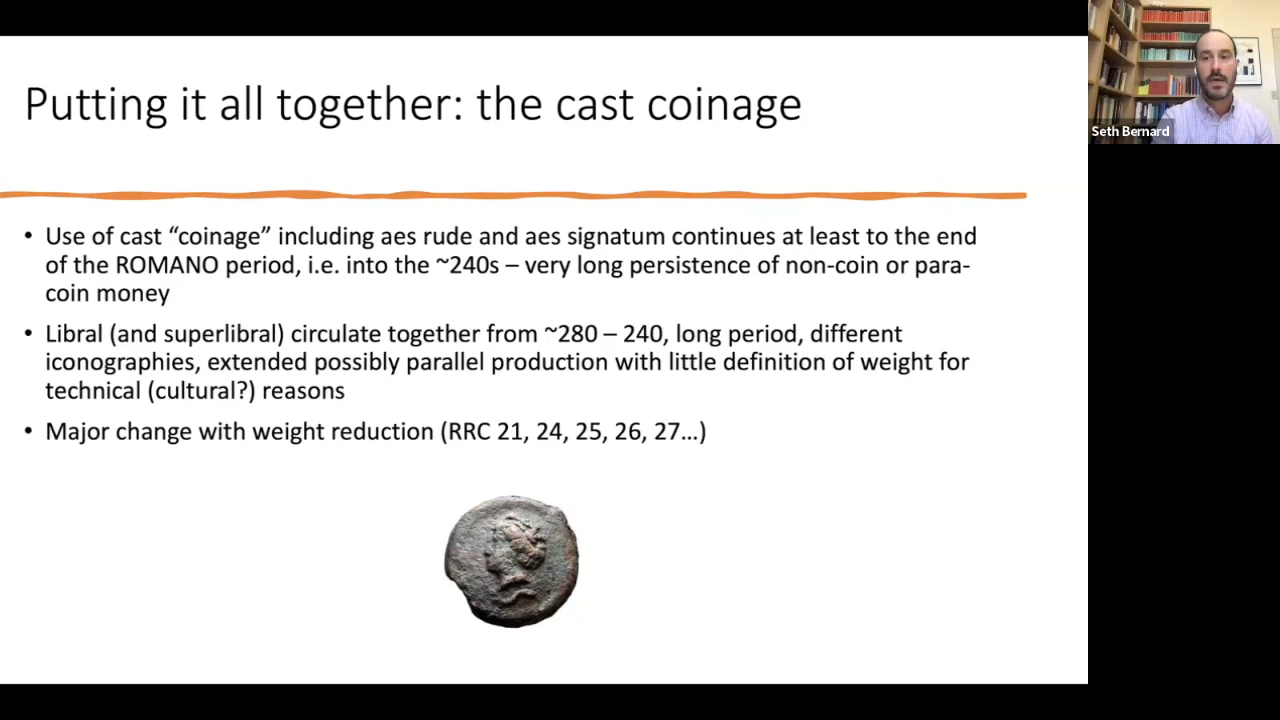 Putting it all together: the cast coinage
• Use of cast “coinage” including aes rude and aes signatum continues at least to the end
of the ROMANO period, i.e. into the ~240s – very long persistence of non-coin or para-
coin money
• Libral (and superlibral) circulate together from ~280 – 240, long period, different
iconographies, extended possibly parallel production with little definition of weight for
technical (cultural?) reasons
• Major change with weight reduction (RRC 21, 24, 25, 26, 27…)
Seth Bernard